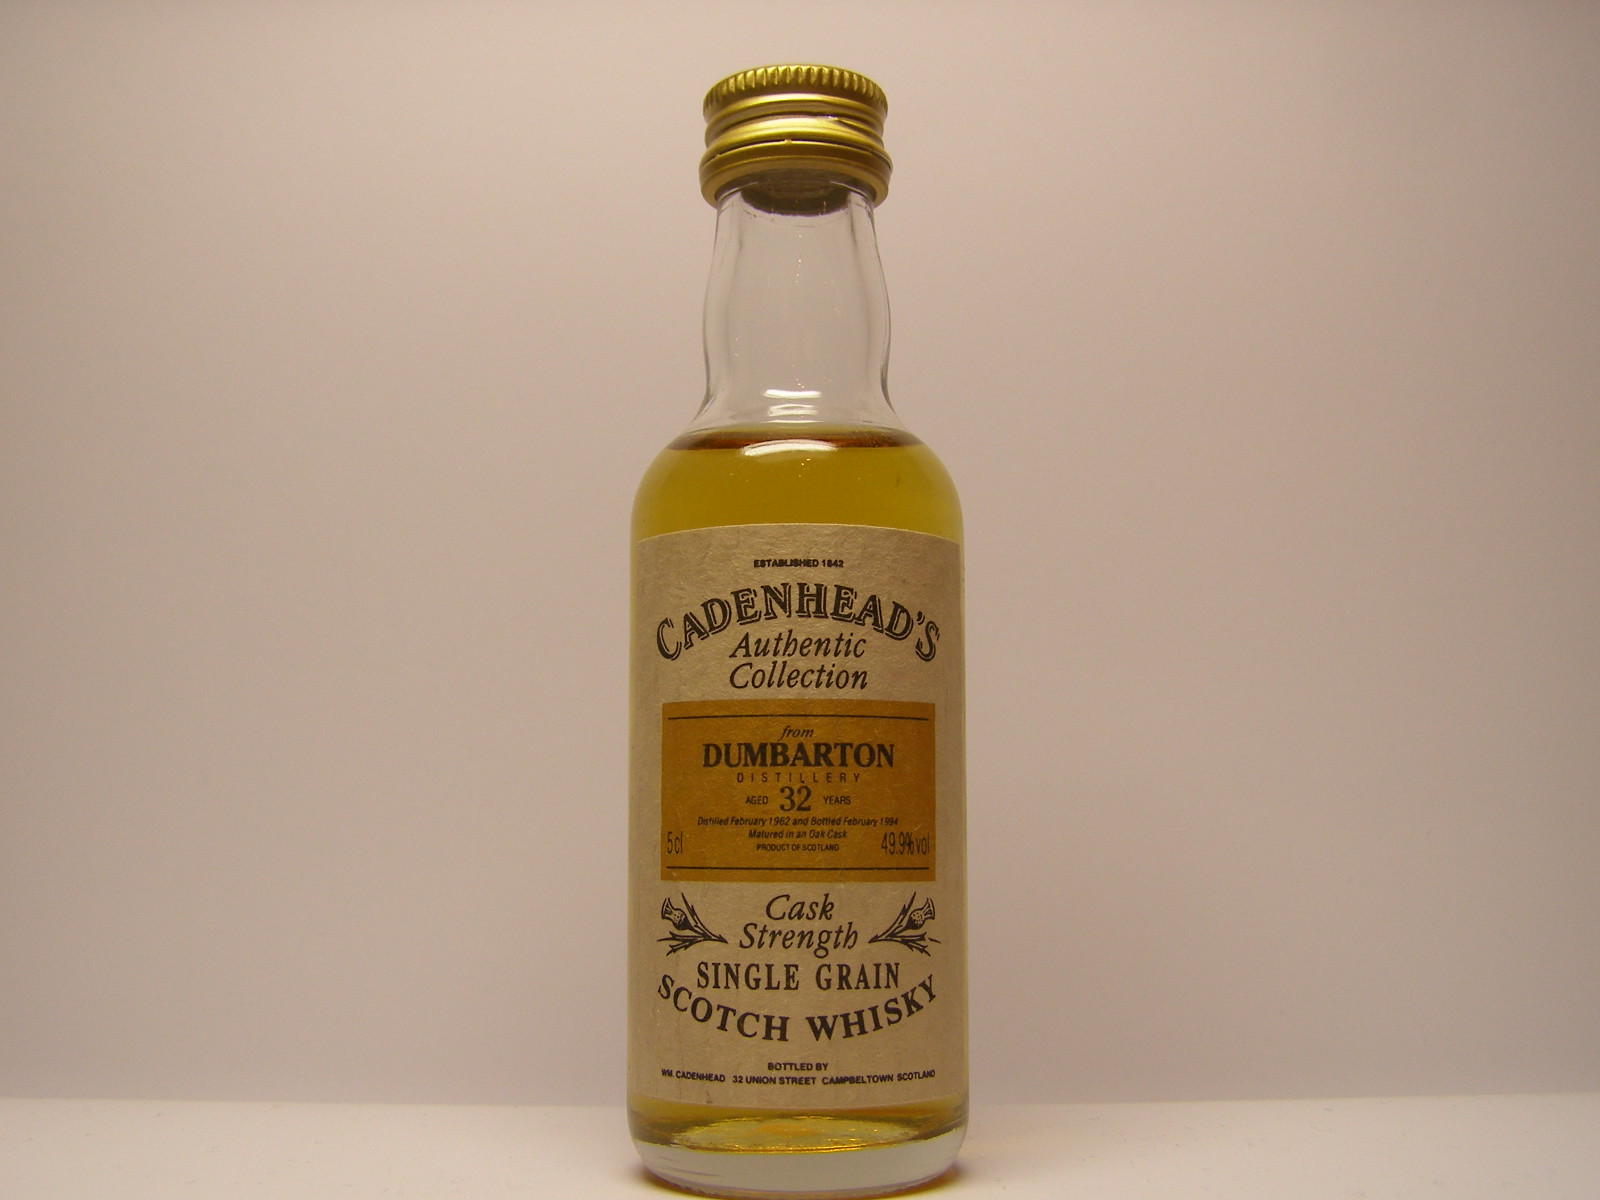 ESTABLISHED 1842
CADENHEAD'S
Authentic
Collection
from
DUMBARTON
DISTILLERY
AGED 32 YEARS
Distilled February 1962 and Bottled February 1994
Matured in an Oak Cask
5cl PRODUCT OF SCOTLAND 49.9%vol
Cask
Strength
SINGLE GRAIN
SCOTCH WHISKY
BOTTLED BY
WM. CADENHEAD 32 UNION STREET CAMPBELTOWN SCOTLAND